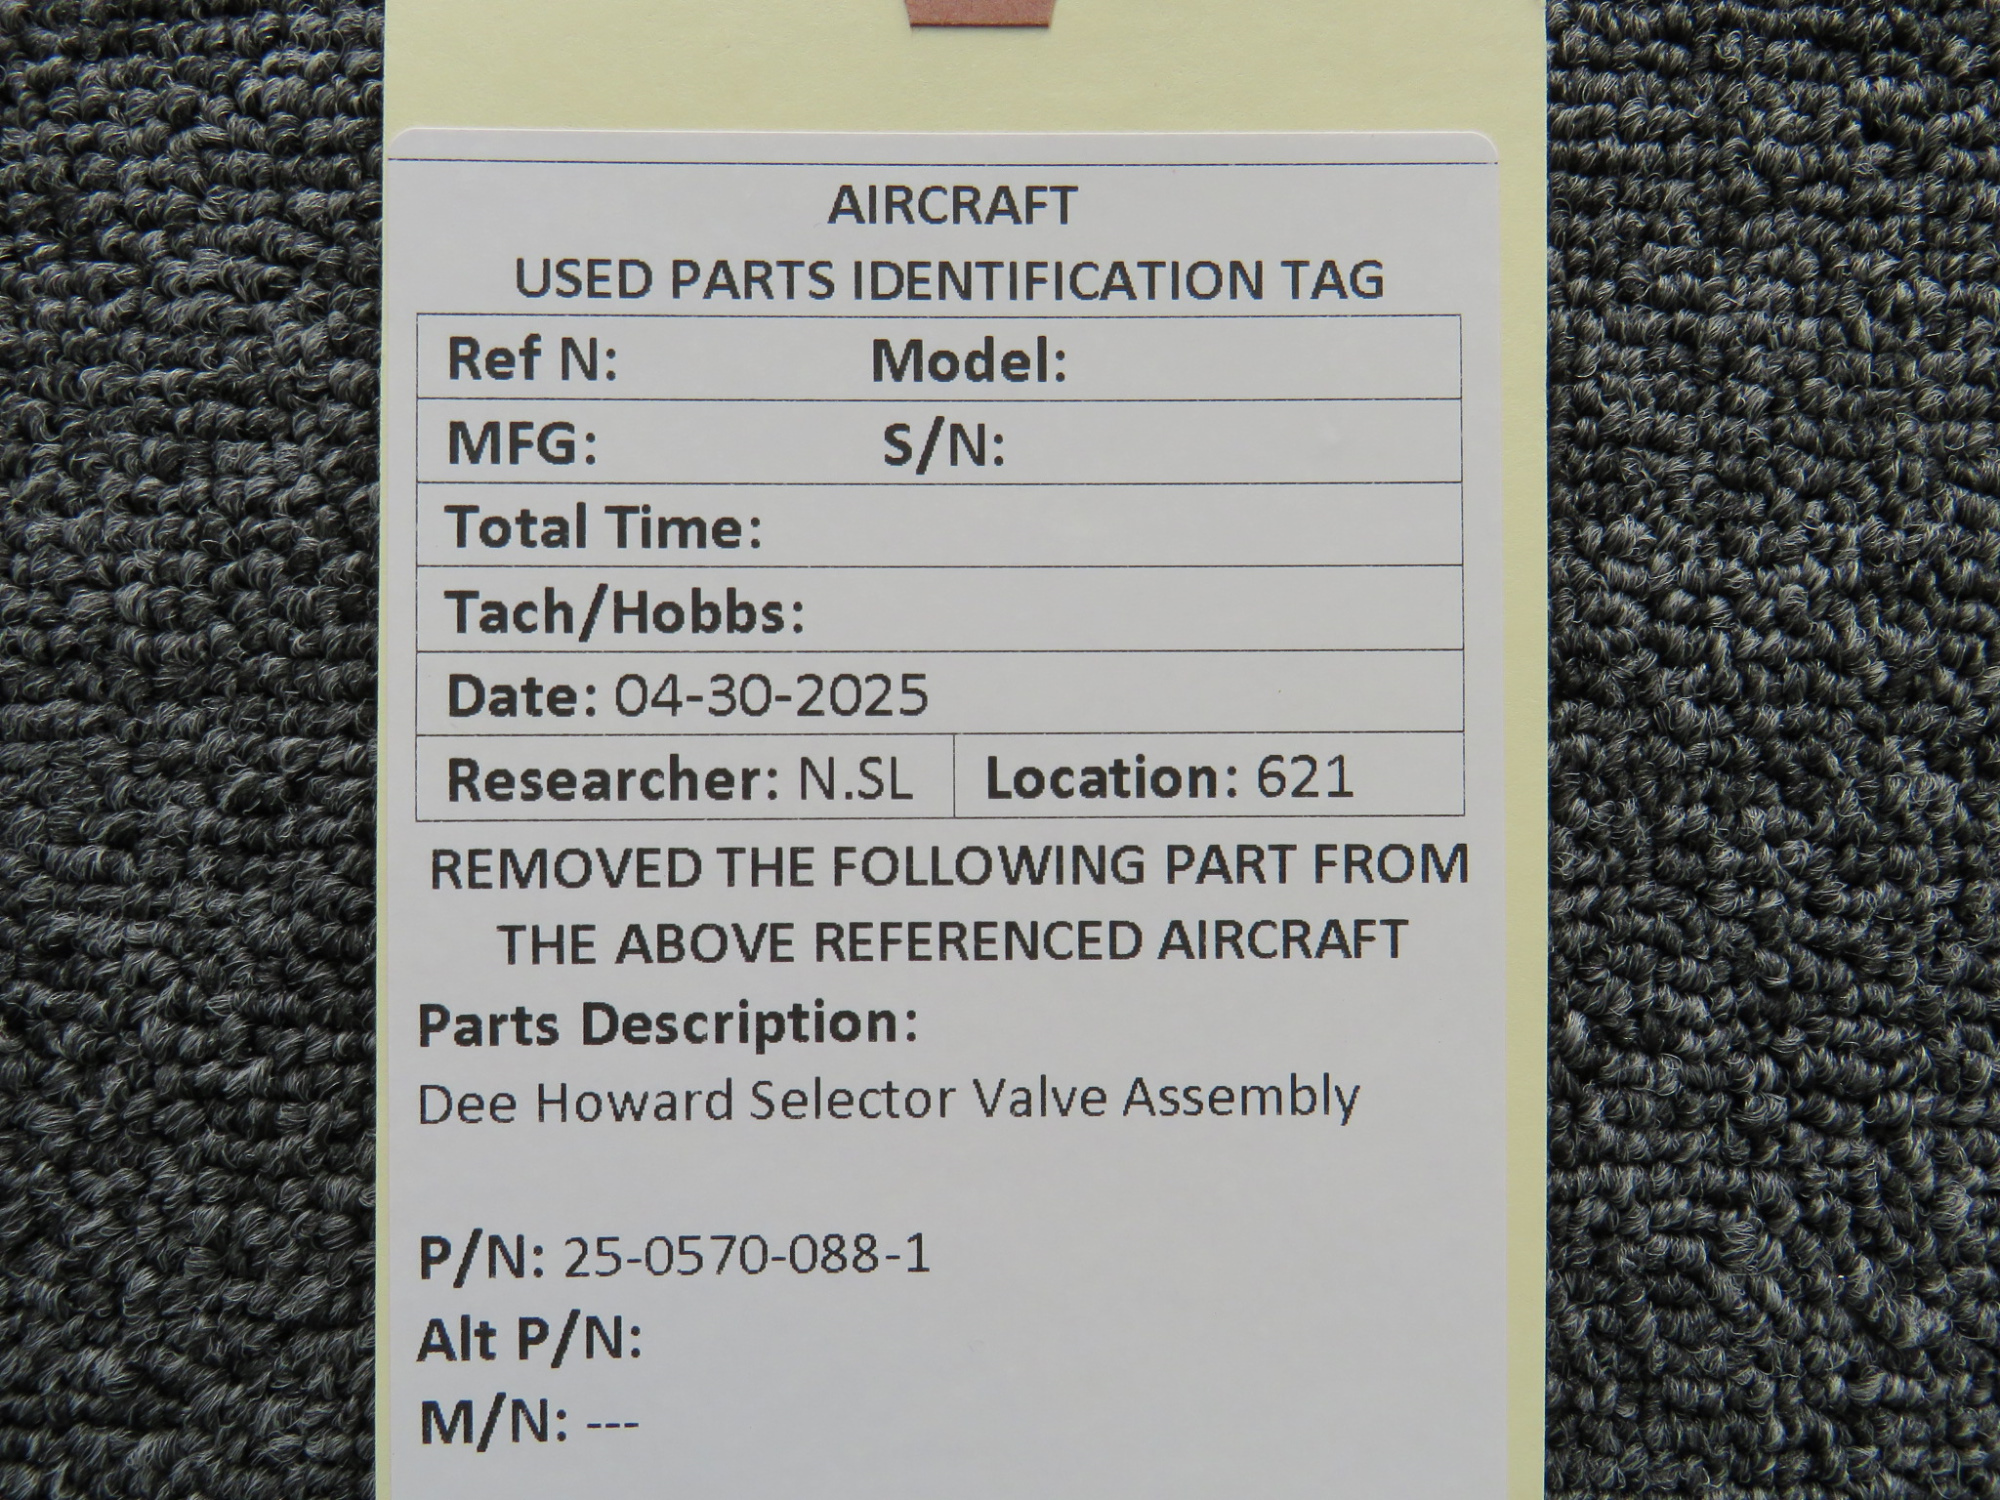 AIRCRAFT
USED PARTS IDENTIFICATION TAG
Ref N: Model:
MFG: S/N:
Total Time:
Tach/Hobbs:
Date: 04-30-2025
Researcher: N.SL Location: 621
REMOVED THE FOLLOWING PART FROM
THE ABOVE REFERENCED AIRCRAFT
Parts Description:
Dee Howard Selector Valve Assembly
P/N: 25-0570-088-1
Alt P/N:
M/N: ---